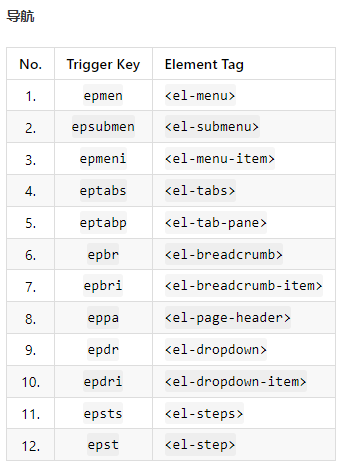 导航
No. Trigger Key Element Tag
1. epmen <el-menu>
2. epsubmen <el-submenu>
3. epmeni <el-menu-item>
4. eptabs <el-tabs>
5. eptabp <el-tab-pane>
6. epbr <el-breadcrumb>
7. epbri <el-breadcrumb-item>
8. eppa <el-page-header>
9. epdr <el-dropdown>
10. epdri <el-dropdown-item>
11. epsts <el-steps>
12. epst <el-step>